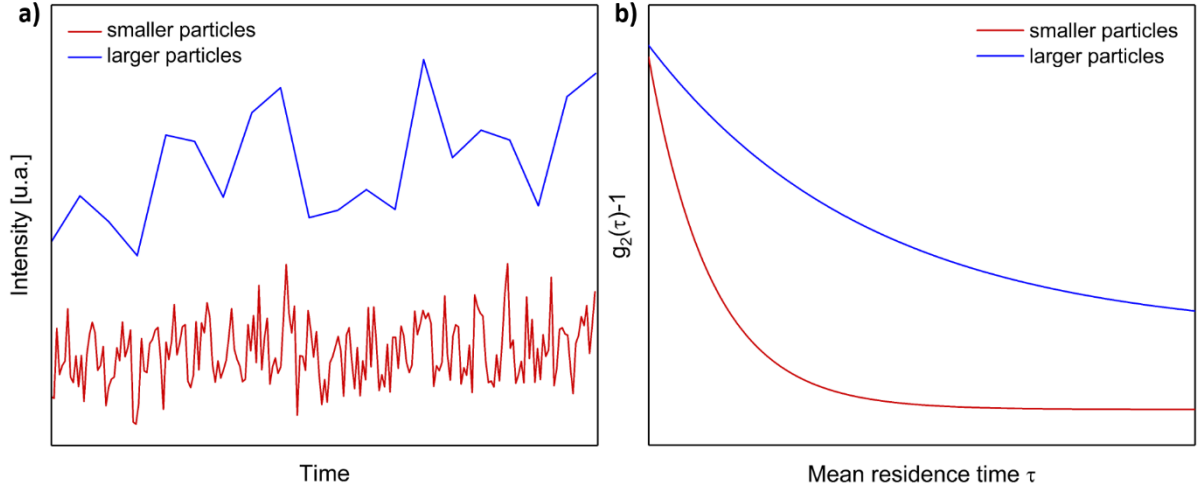 a)
smaller particles
larger particles
Intensity [u.a.]
Time
b)
smaller particles
larger particles
g₂(τ)-1
Mean residence time τ